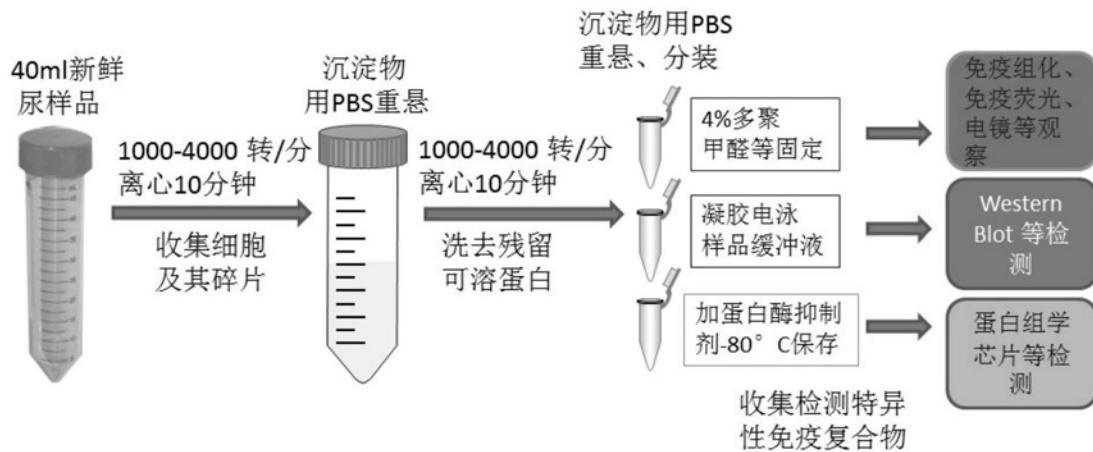 40ml新鲜
尿样品
1000-4000 转/分
离心10分钟
收集细胞
及其碎片
沉淀物
用PBS重悬
1000-4000 转/分
离心10分钟
洗去残留
可溶蛋白
沉淀物用PBS
重悬、分装
4%多聚
甲醛等固定
免疫组化、
免疫荧光、
电镜等观
察
凝胶电泳
样品缓冲液
Western
Blot 等检
测
加蛋白酶抑制
剂-80° C保存
蛋白组学
芯片等检
测
收集检测特异
性免疫复合物